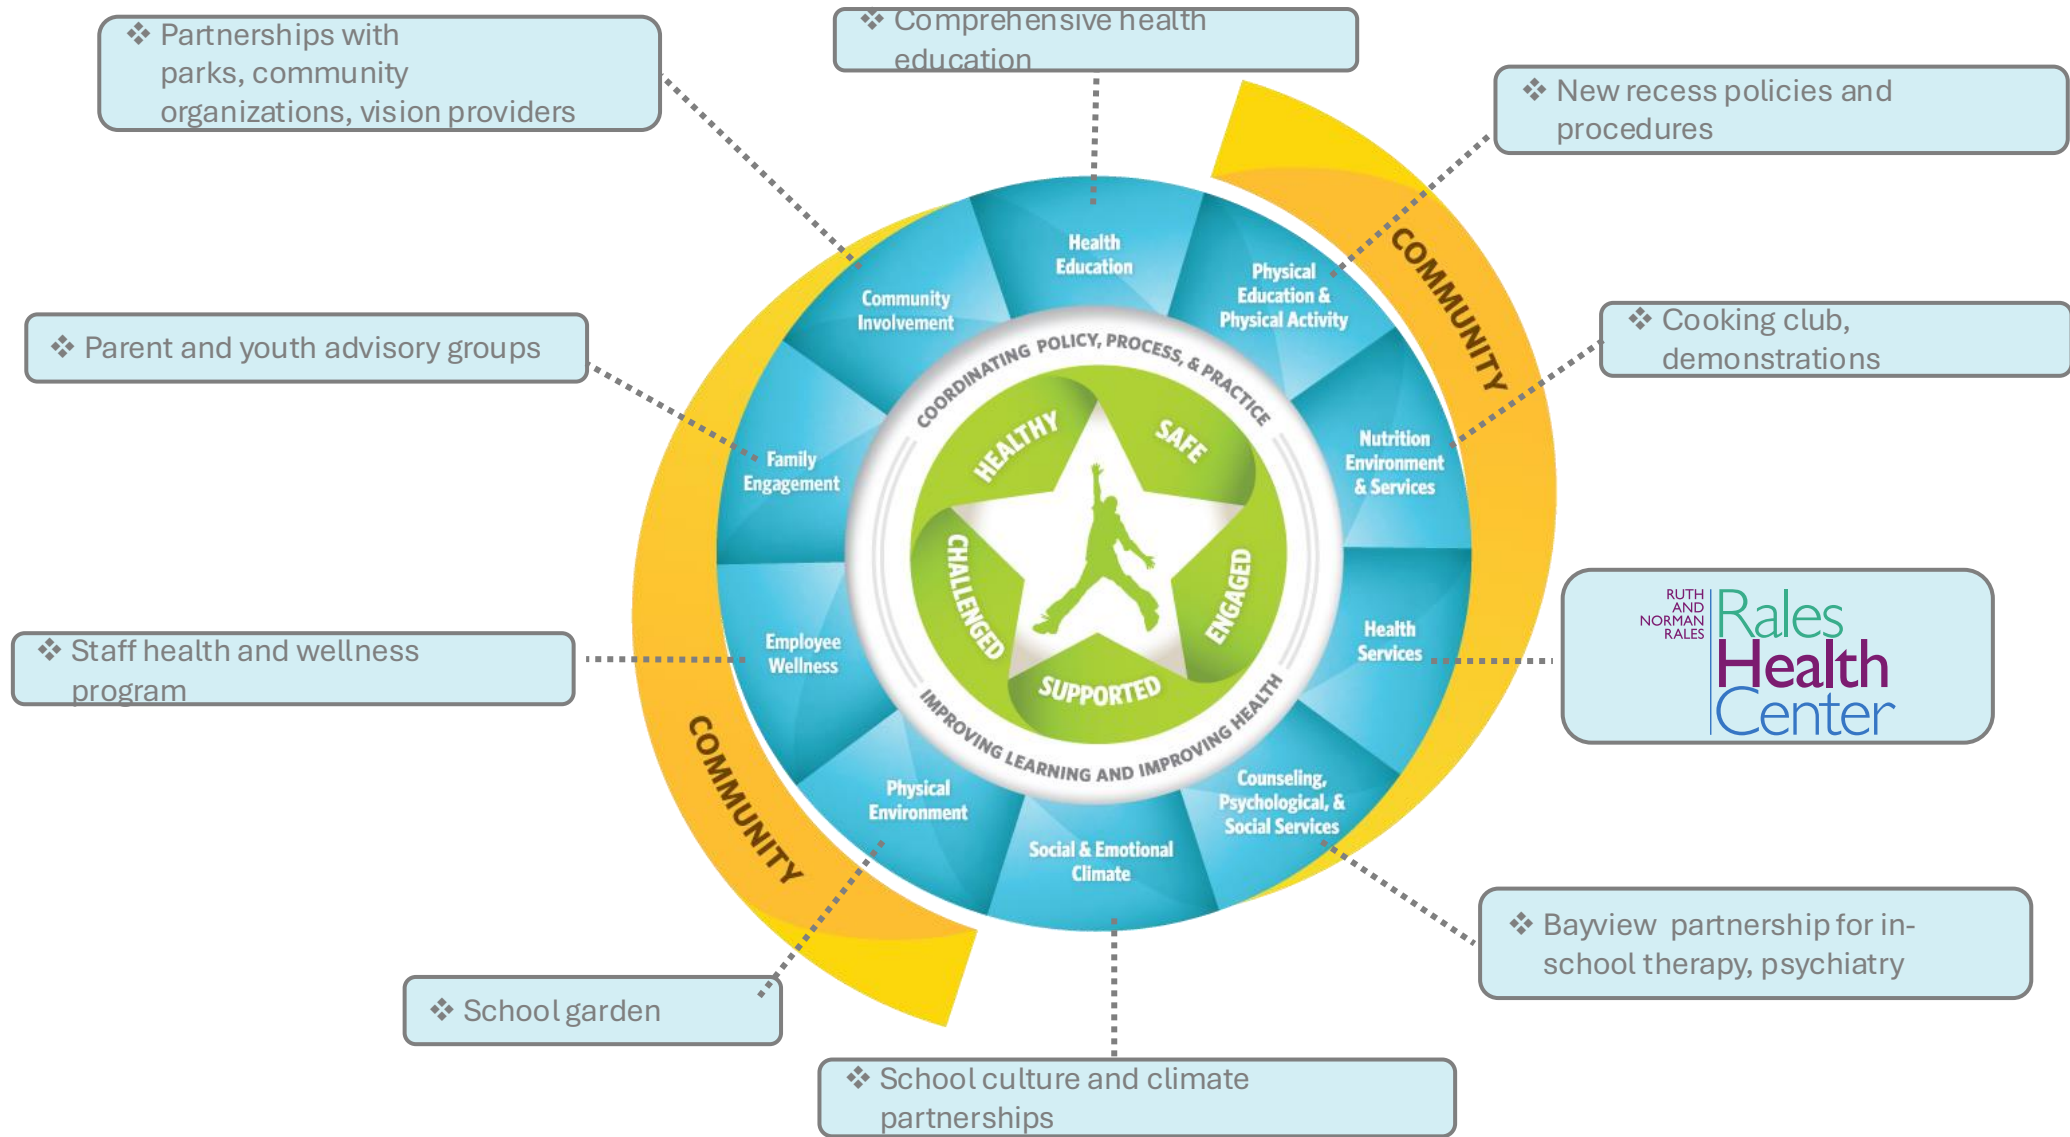 ❖ Partnerships with
parks, community
organizations, vision providers
❖ Comprehensive health
education
❖ New recess policies and
procedures
❖ Parent and youth advisory groups
❖ Cooking club,
demonstrations
❖ Staff health and wellness
program
RUTH
AND
NORMAN
RALES
Rales
Health
Center
❖ Bayview partnership for in-
school therapy, psychiatry
❖ School garden
❖ School culture and climate
partnerships
COMMUNITY
COMMUNITY
Health
Education
Physical
Education &
Physical Activity
Nutrition
Environment
& Services
Health
Services
Counseling,
Psychological, &
Social Services
Social & Emotional
Climate
Physical
Environment
Employee
Wellness
Family
Engagement
Community
Involvement
COORDINATING POLICY, PROCESS, & PRACTICE
IMPROVING LEARNING AND IMPROVING HEALTH
HEALTHY
SAFE
ENGAGED
SUPPORTED
CHALLENGED